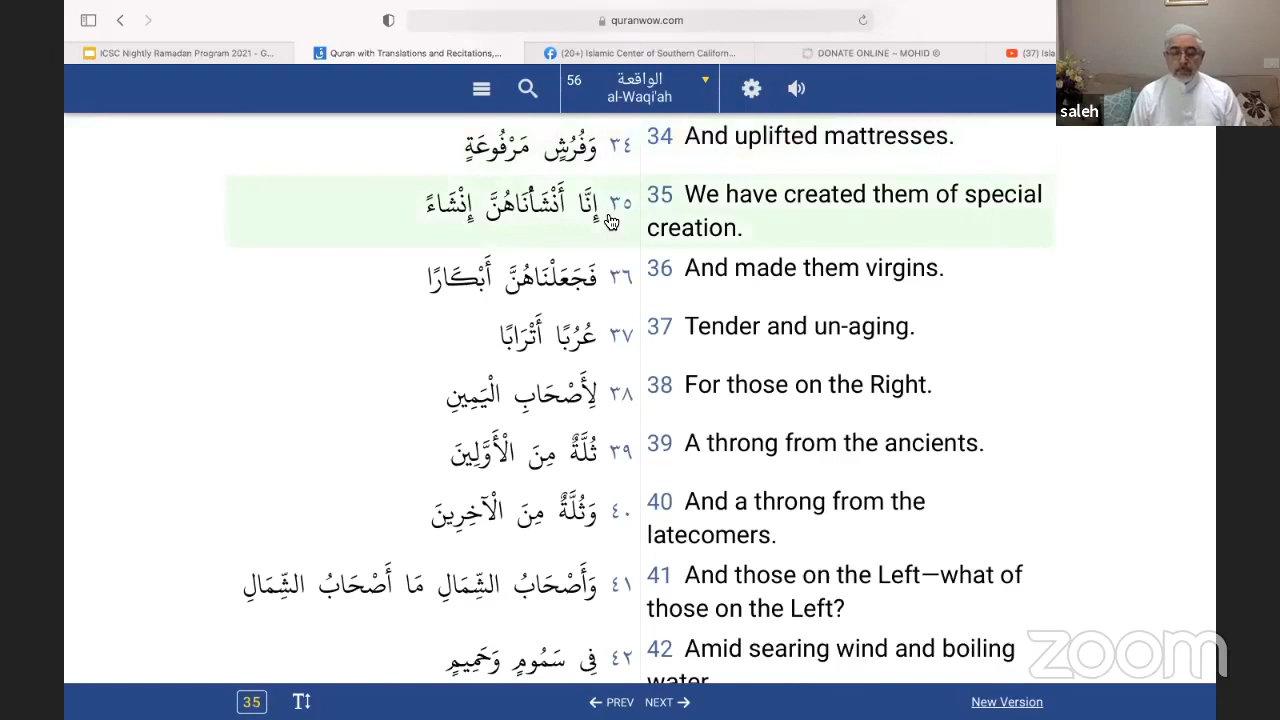 quranwow.com
ICSC Nightly Ramadan Program 2021 - G...
Quran with Translations and Recitations,...
(20+) Islamic Center of Southern Californ...
DONATE ONLINE ~ MOHID ®
(37) Isla
56
الواقعة
al-Waqi'ah
saleh
٣٤ وَفُرُشٍ مَرْفُوعَةٍ
34 And uplifted mattresses.
٣٥ إِنَّا أَنْشَأْنَاهُنَّ إِنْشَاءً
35 We have created them of special
creation.
٣٦ فَجَعَلْنَاهُنَّ أَبْكَارًا
36 And made them virgins.
٣٧ عُرُبًا أَتْرَابًا
37 Tender and un-aging.
٣٨ لِأَصْحَابِ الْيَمِينِ
38 For those on the Right.
٣٩ ثُلَّةٌ مِنَ الْأَوَّلِينَ
39 A throng from the ancients.
٤٠ وَثُلَّةٌ مِنَ الْآخِرِينَ
40 And a throng from the
latecomers.
٤١ وَأَصْحَابُ الشِّمَالِ مَا أَصْحَابُ الشِّمَالِ
41 And those on the Left—what of
those on the Left?
٤٢ فِي سَمُومٍ وَحَمِيمٍ
42 Amid searing wind and boiling
water.
zoom
35
PREV NEXT
New Version